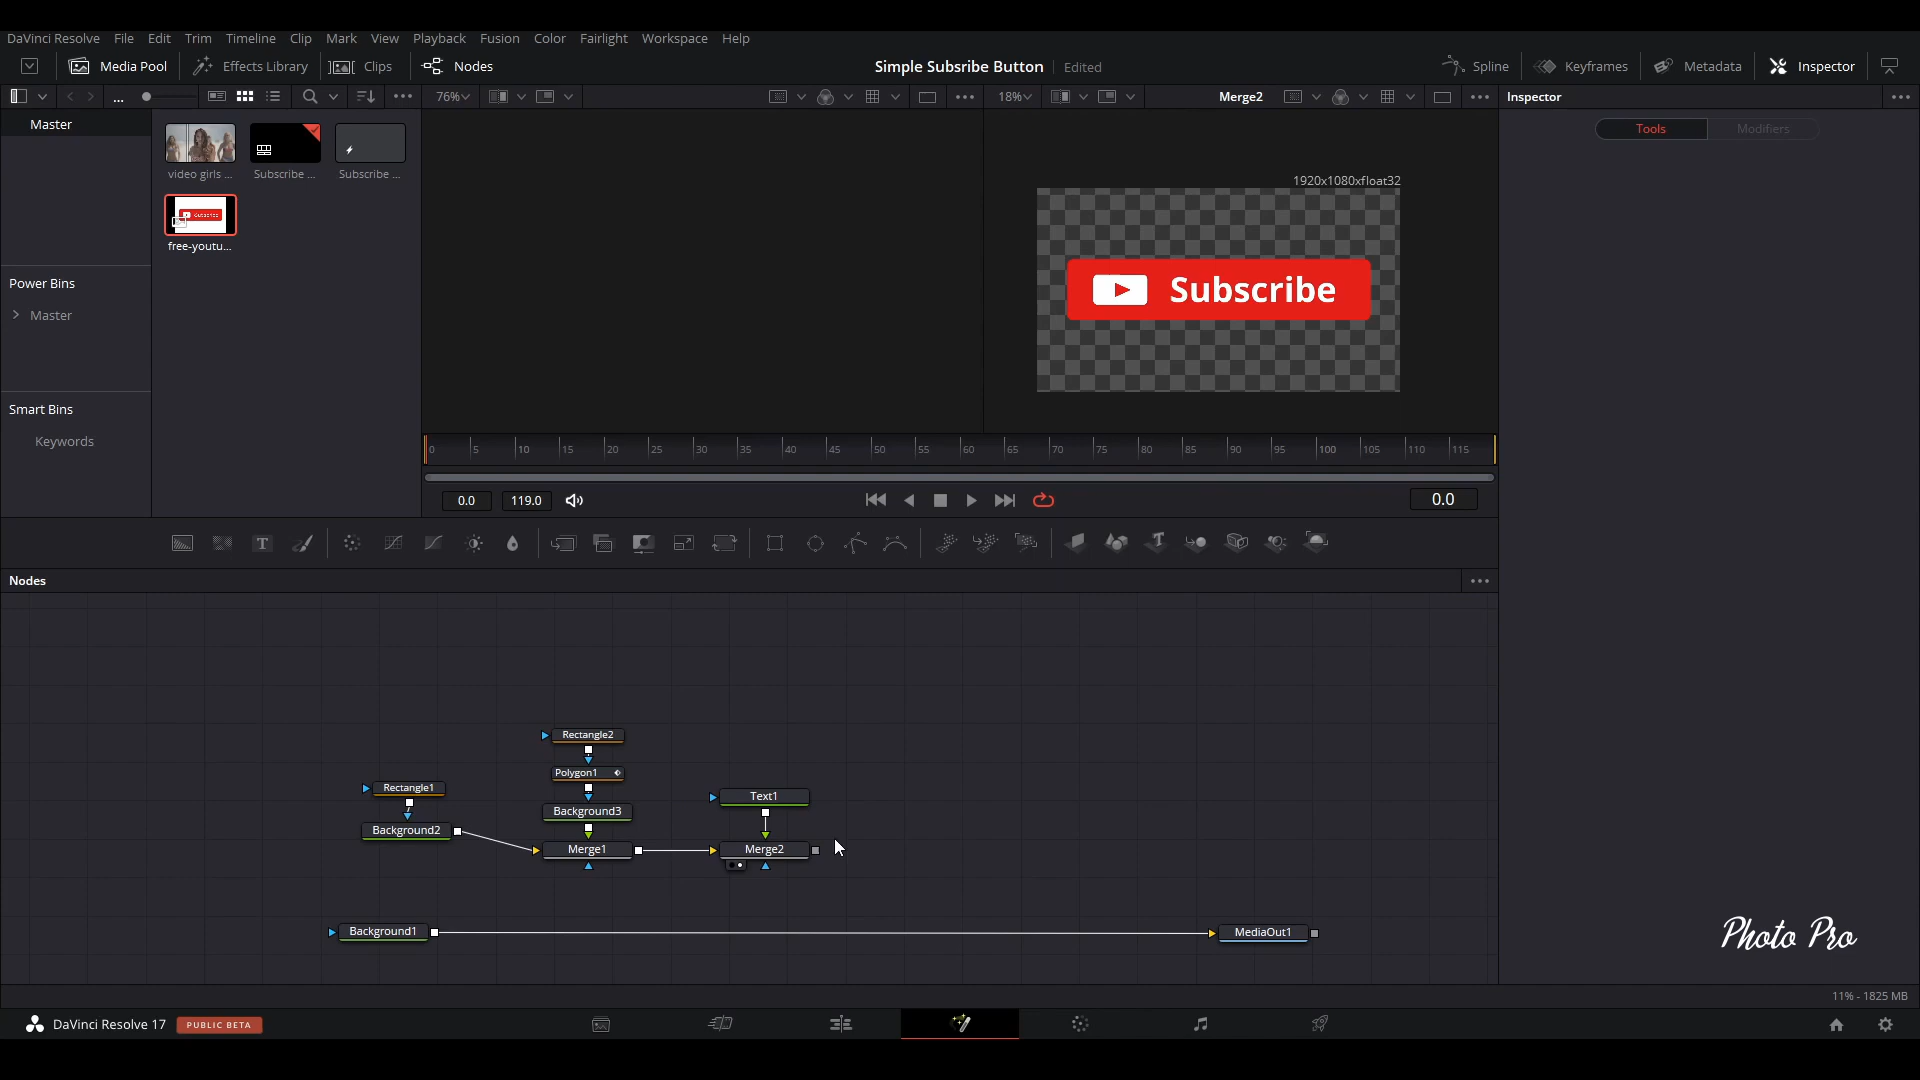 DaVinci Resolve File Edit Trim Timeline Clip Mark View Playback Fusion Color Fairlight Workspace Help
Media Pool Effects Library Clips Nodes Simple Subsribe Button Edited Spline Keyframes Metadata Inspector
... 76% 18% Merge2 Inspector
Master
Tools Modifiers
video girls ... Subscribe ... Subscribe ...
1920x1080xfloat32
Subscribe
free-youtu...
Subscribe
Power Bins
Master
Smart Bins
Keywords
0 5 10 15 20 25 30 35 40 45 50 55 60 65 70 75 80 85 90 95 100 105 110 115
0.0 119.0 0.0
T
Nodes
Rectangle2
Polygon1
Rectangle1
Text1
Background3
Background2
Merge1
Merge2
Background1
MediaOut1
Photo Pro
11% - 1825 MB
DaVinci Resolve 17 PUBLIC BETA